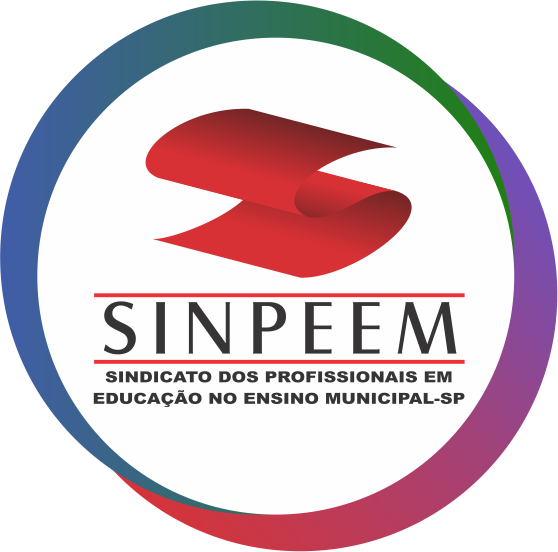 SINPEEM
SINDICATO DOS PROFISSIONAIS EM
EDUCAÇÃO NO ENSINO MUNICIPAL-SP